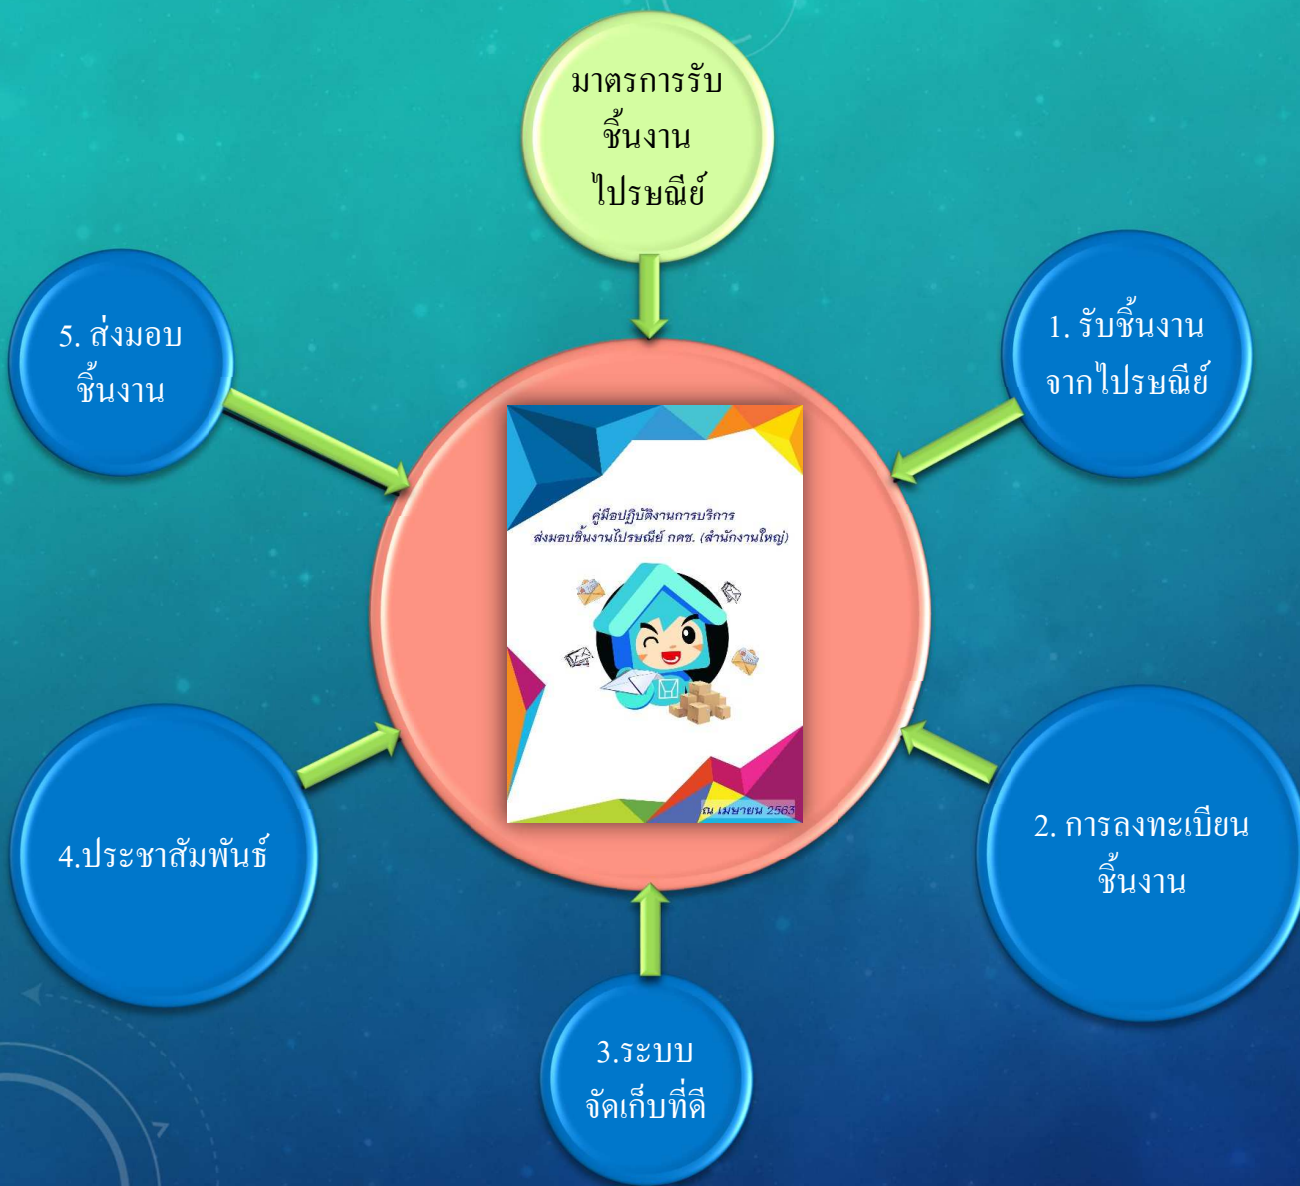 มาตรการรับ
ชิ้นงาน
ไปรษณีย์
1. รับชิ้นงาน
จากไปรษณีย์
2. การลงทะเบียน
ชิ้นงาน
3.ระบบ
จัดเก็บที่ดี
4.ประชาสัมพันธ์
5. ส่งมอบ
ชิ้นงาน
คู่มือปฏิบัติงานการบริการ
ส่งมอบชิ้นงานไปรษณีย์ กคช. (สำนักงานใหญ่)
ณ เมษายน 2563